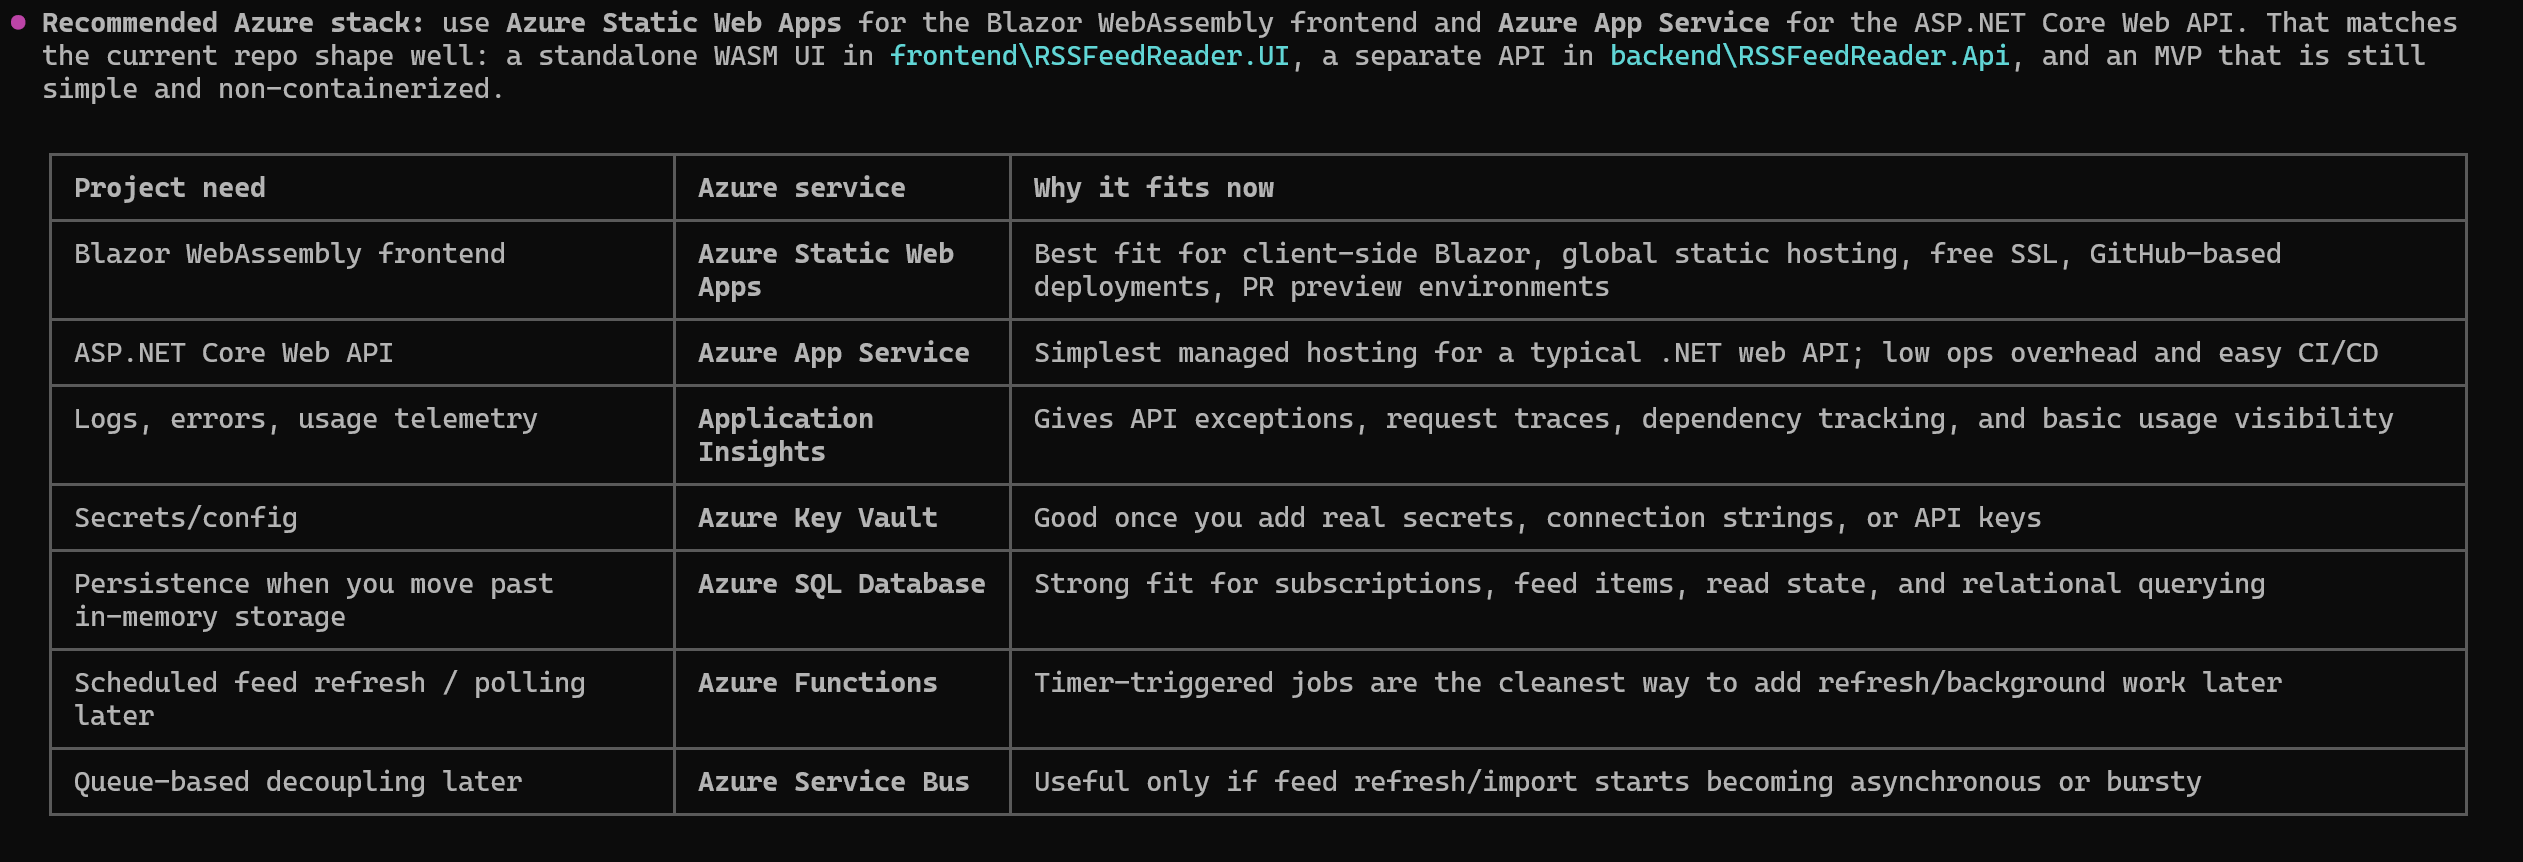 ● Recommended Azure stack: use Azure Static Web Apps for the Blazor WebAssembly frontend and Azure App Service for the ASP.NET Core Web API. That matches
the current repo shape well: a standalone WASM UI in frontend\RSSFeedReader.UI, a separate API in backend\RSSFeedReader.Api, and an MVP that is still
simple and non-containerized.
Project need | Azure service | Why it fits now
Blazor WebAssembly frontend | Azure Static Web | Best fit for client-side Blazor, global static hosting, free SSL, GitHub-based
Apps | deployments, PR preview environments
ASP.NET Core Web API | Azure App Service | Simplest managed hosting for a typical .NET web API; low ops overhead and easy CI/CD
Logs, errors, usage telemetry | Application | Gives API exceptions, request traces, dependency tracking, and basic usage visibility
Insights
Secrets/config | Azure Key Vault | Good once you add real secrets, connection strings, or API keys
Persistence when you move past | Azure SQL Database | Strong fit for subscriptions, feed items, read state, and relational querying
in-memory storage
Scheduled feed refresh / polling | Azure Functions | Timer-triggered jobs are the cleanest way to add refresh/background work later
later
Queue-based decoupling later | Azure Service Bus | Useful only if feed refresh/import starts becoming asynchronous or bursty